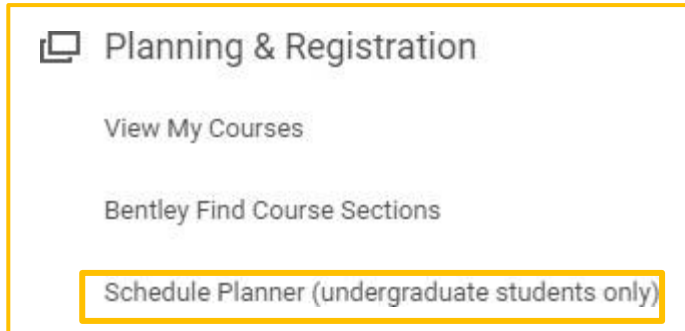 Planning & Registration
View My Courses
Bentley Find Course Sections
Schedule Planner (undergraduate students only)